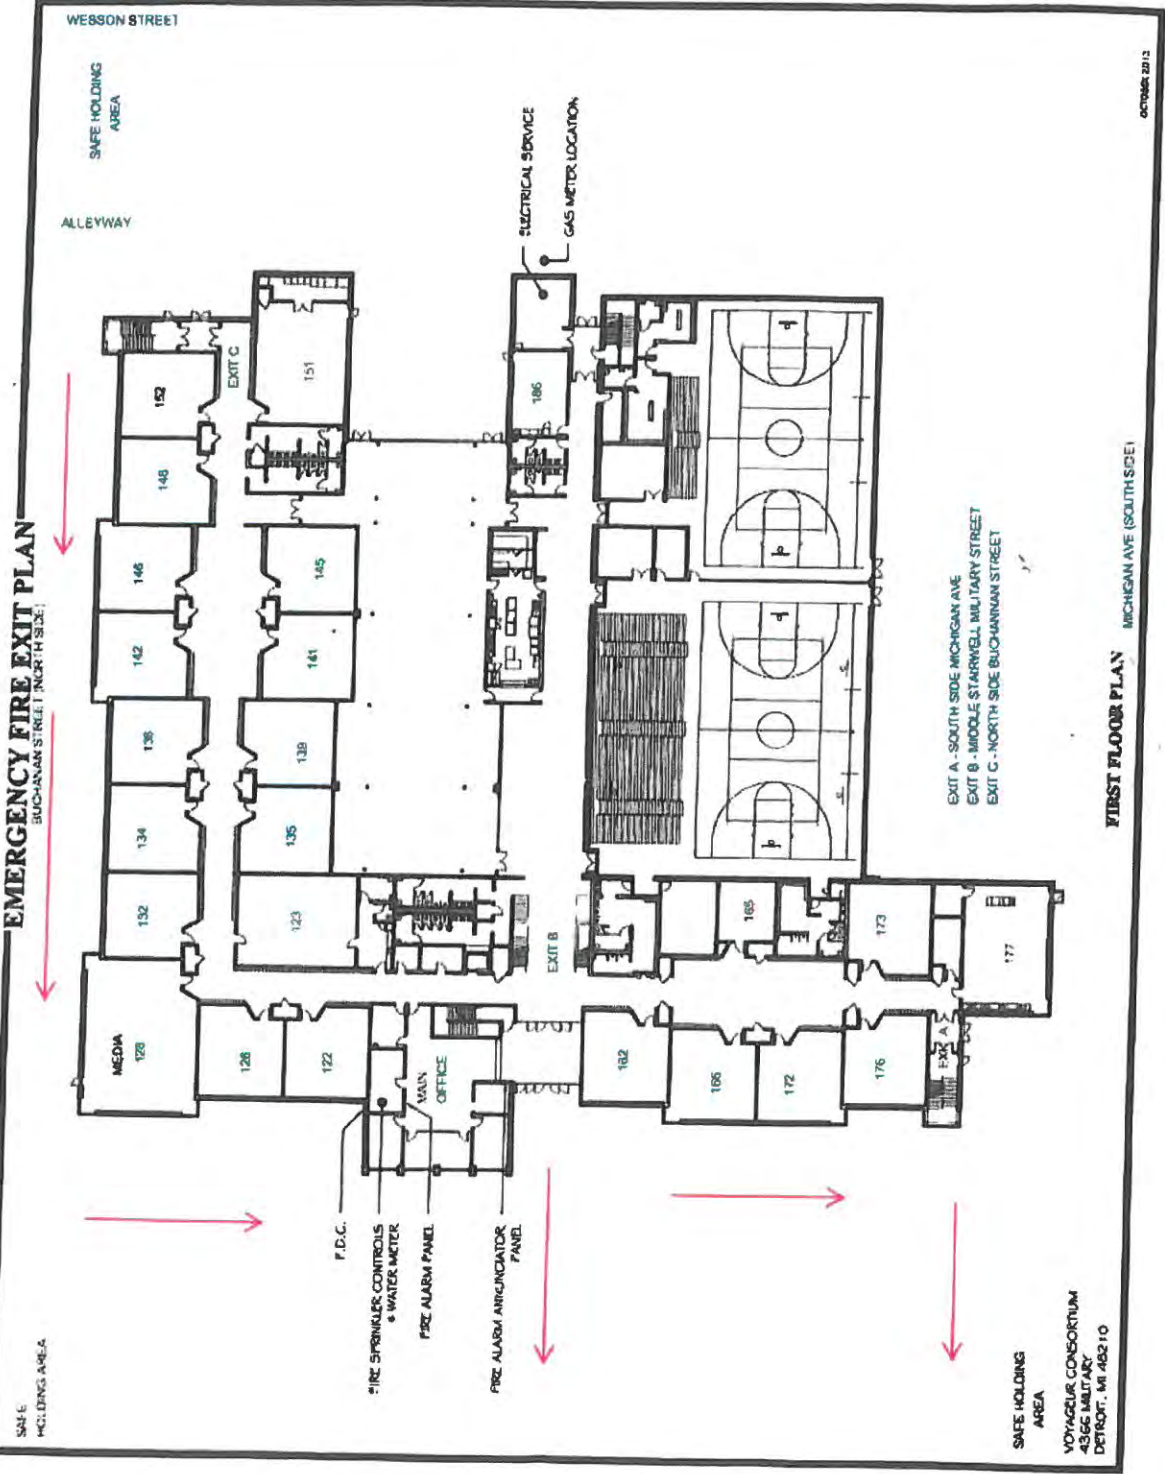 EMERGENCY FIRE EXIT PLAN
BUCHANAN STREET (NORTH SIDE)
SAFE
HOLDING AREA
WESSON STREET
SAFE HOLDING
AREA
ALLEYWAY
MEDIA
128
132
134
138
142
146
148
152
EXIT C
126
122
123
135
139
141
145
151
F.D.C.
FIRE SPRINKLER CONTROLS
& WATER METER
FIRE ALARM PANEL
FIRE ALARM ANNUNCIATOR
PANEL
MAIN
OFFICE
EXIT B
186
ELECTRICAL SERVICE
GAS METER LOCATION
162
166
172
176
EXIT A
165
173
177
EXIT A - SOUTH SIDE MICHIGAN AVE
EXIT B - MIDDLE STAIRWELL MILITARY STREET
EXIT C - NORTH SIDE BUCHANNAN STREET
SAFE HOLDING
AREA
VOYAGEUR CONSORTIUM
4366 MILITARY
DETROIT, MI 48210
FIRST FLOOR PLAN
MICHIGAN AVE (SOUTH SIDE)
OCTOBER 2013